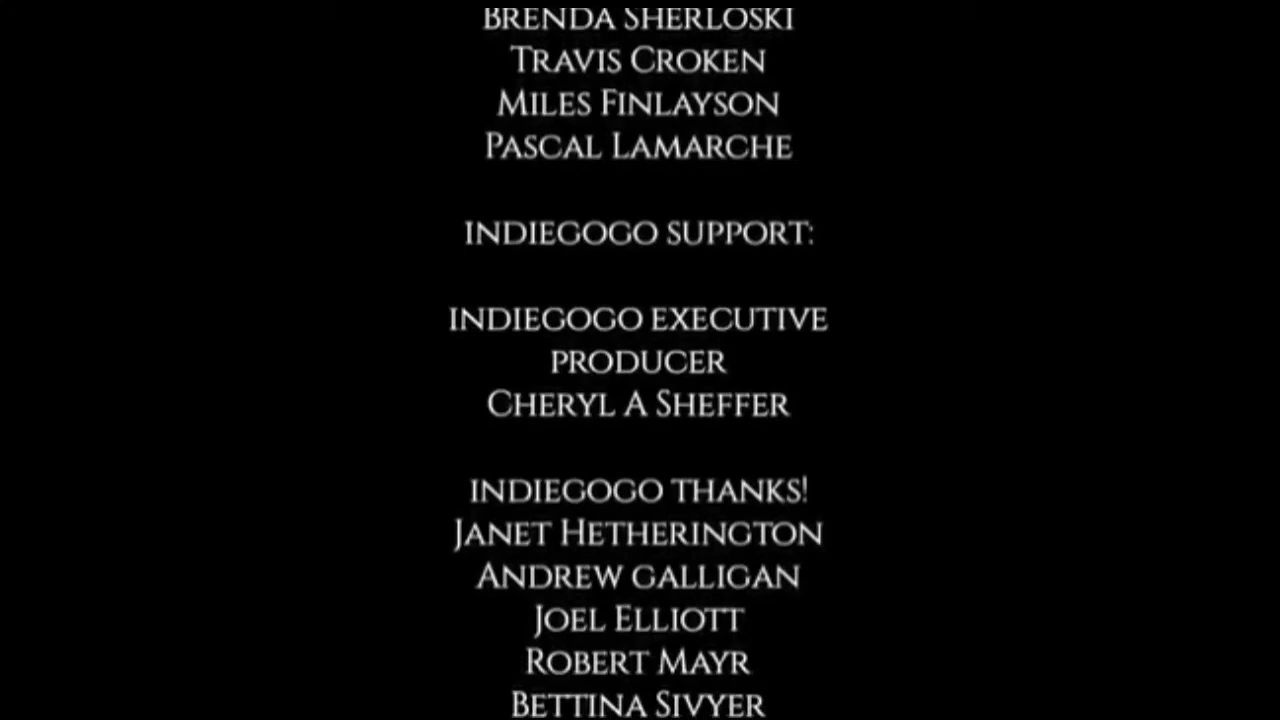 Brenda Sherloski
Travis Croken
Miles Finlayson
Pascal Lamarche
indiegogo support:
indiegogo executive
producer
Cheryl A Sheffer
indiegogo thanks!
Janet Hetherington
Andrew galligan
Joel Elliott
Robert Mayr
Bettina Sivyer